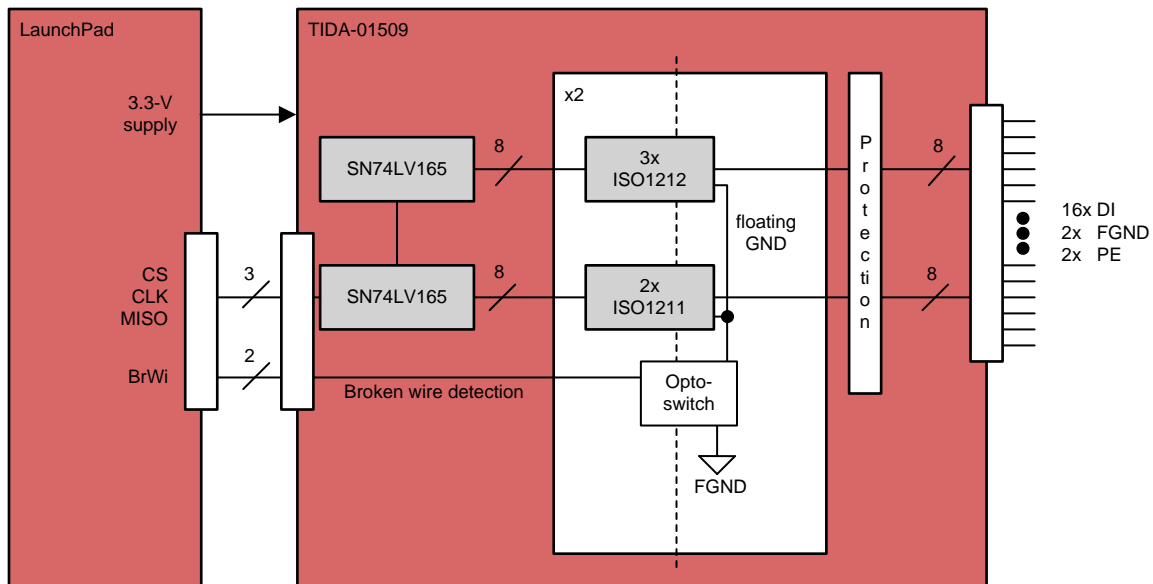 LaunchPad
3.3-V
supply
CS
CLK
MISO
BrWi
3
2
TIDA-01509
SN74LV165
8
SN74LV165
8
Broken wire detection
x2
3x
ISO1212
floating
GND
2x
ISO1211
Opto-
switch
FGND
P
r
o
t
e
c
t
i
o
n
8
8
16x DI
2x FGND
2x PE